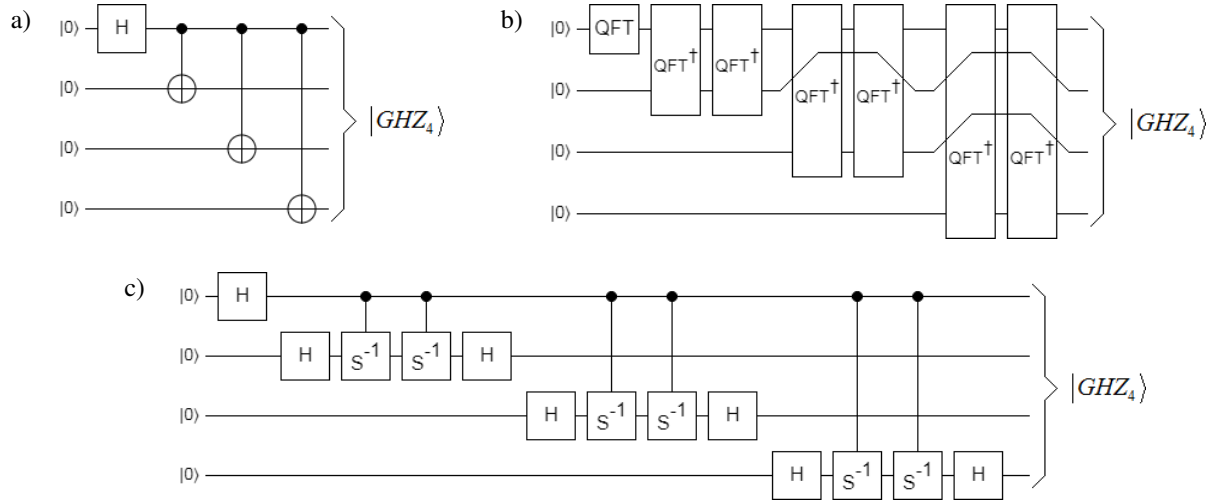 a)
|0⟩ H
|0⟩
|0⟩
|0⟩
|GHZ₄⟩
b)
|0⟩ QFT
|0⟩ QFT† QFT† QFT† QFT†
|0⟩ QFT† QFT†
|0⟩
|GHZ₄⟩
c)
|0⟩ H
|0⟩ H S⁻¹ S⁻¹ H
|0⟩ H S⁻¹ S⁻¹ H
|0⟩ H S⁻¹ S⁻¹ H
|GHZ₄⟩